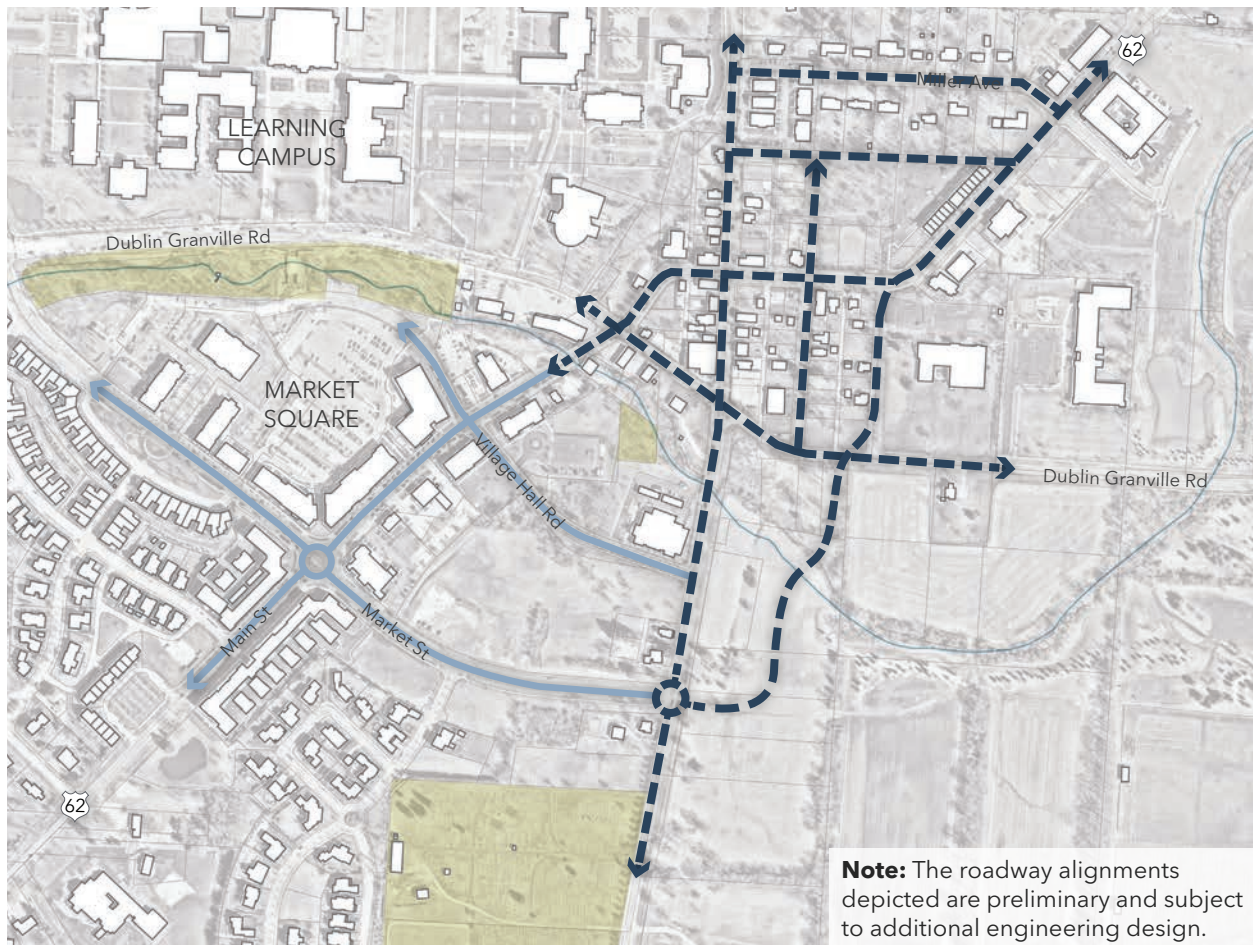 62
Miller Ave
LEARNING
CAMPUS
Dublin Granville Rd
MARKET
SQUARE
Village Hall Rd
Dublin Granville Rd
Main St
Market St
62
Note: The roadway alignments
depicted are preliminary and subject
to additional engineering design.